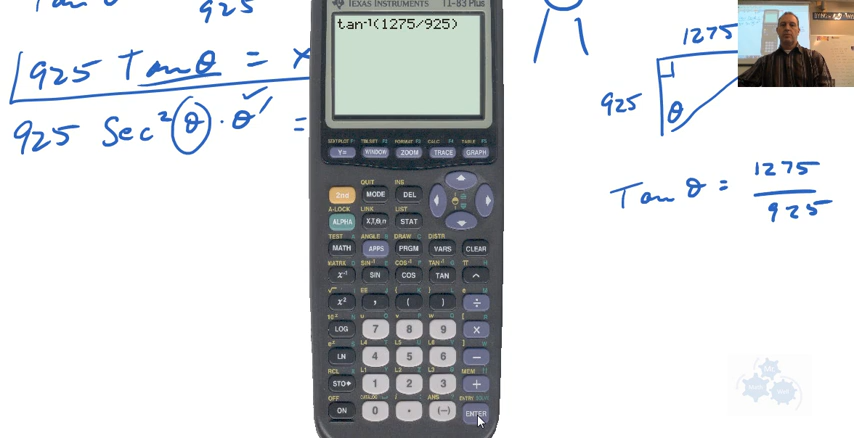 925
925 Tanθ = x
925 Sec²θ · θ' =
TEXAS INSTRUMENTS TI-83 Plus
tan⁻¹(1275/925)
STAT PLOT F1 TBLSET F2 FORMAT F3 CALC F4 TABLE F5
Y= WINDOW ZOOM TRACE GRAPH
QUIT INS
2nd MODE DEL
A-LOCK LINK LIST
ALPHA X,T,θ,n STAT
TEST A ANGLE B DRAW C DISTR
MATH APPS PRGM VARS CLEAR
MATRX D SIN⁻¹ E COS⁻¹ F TAN⁻¹ G π H
x⁻¹ SIN COS TAN ^
√ I EE J { K } L e M
x² , ( ) ÷
10ˣ N u O v P w Q [ R
LOG 7 8 9 ×
eˣ S L4 T L5 U L6 V ] W
LN 4 5 6 −
RCL X L1 Y L2 Z L3 θ MEM "
STO▸ 1 2 3 +
OFF CATALOG i : ANS ? ENTRY SOLVE
ON 0 . (−) ENTER
1275
925
θ
Tan θ = 1275
925